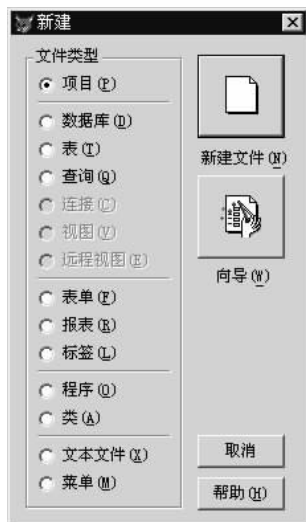 新建
文件类型
项目(P)
数据库(D)
表(T)
查询(Q)
连接(C)
视图(V)
远程视图(E)
表单(F)
报表(R)
标签(L)
程序(O)
类(A)
文本文件(X)
菜单(M)
新建文件(N)
向导(W)
取消
帮助(H)